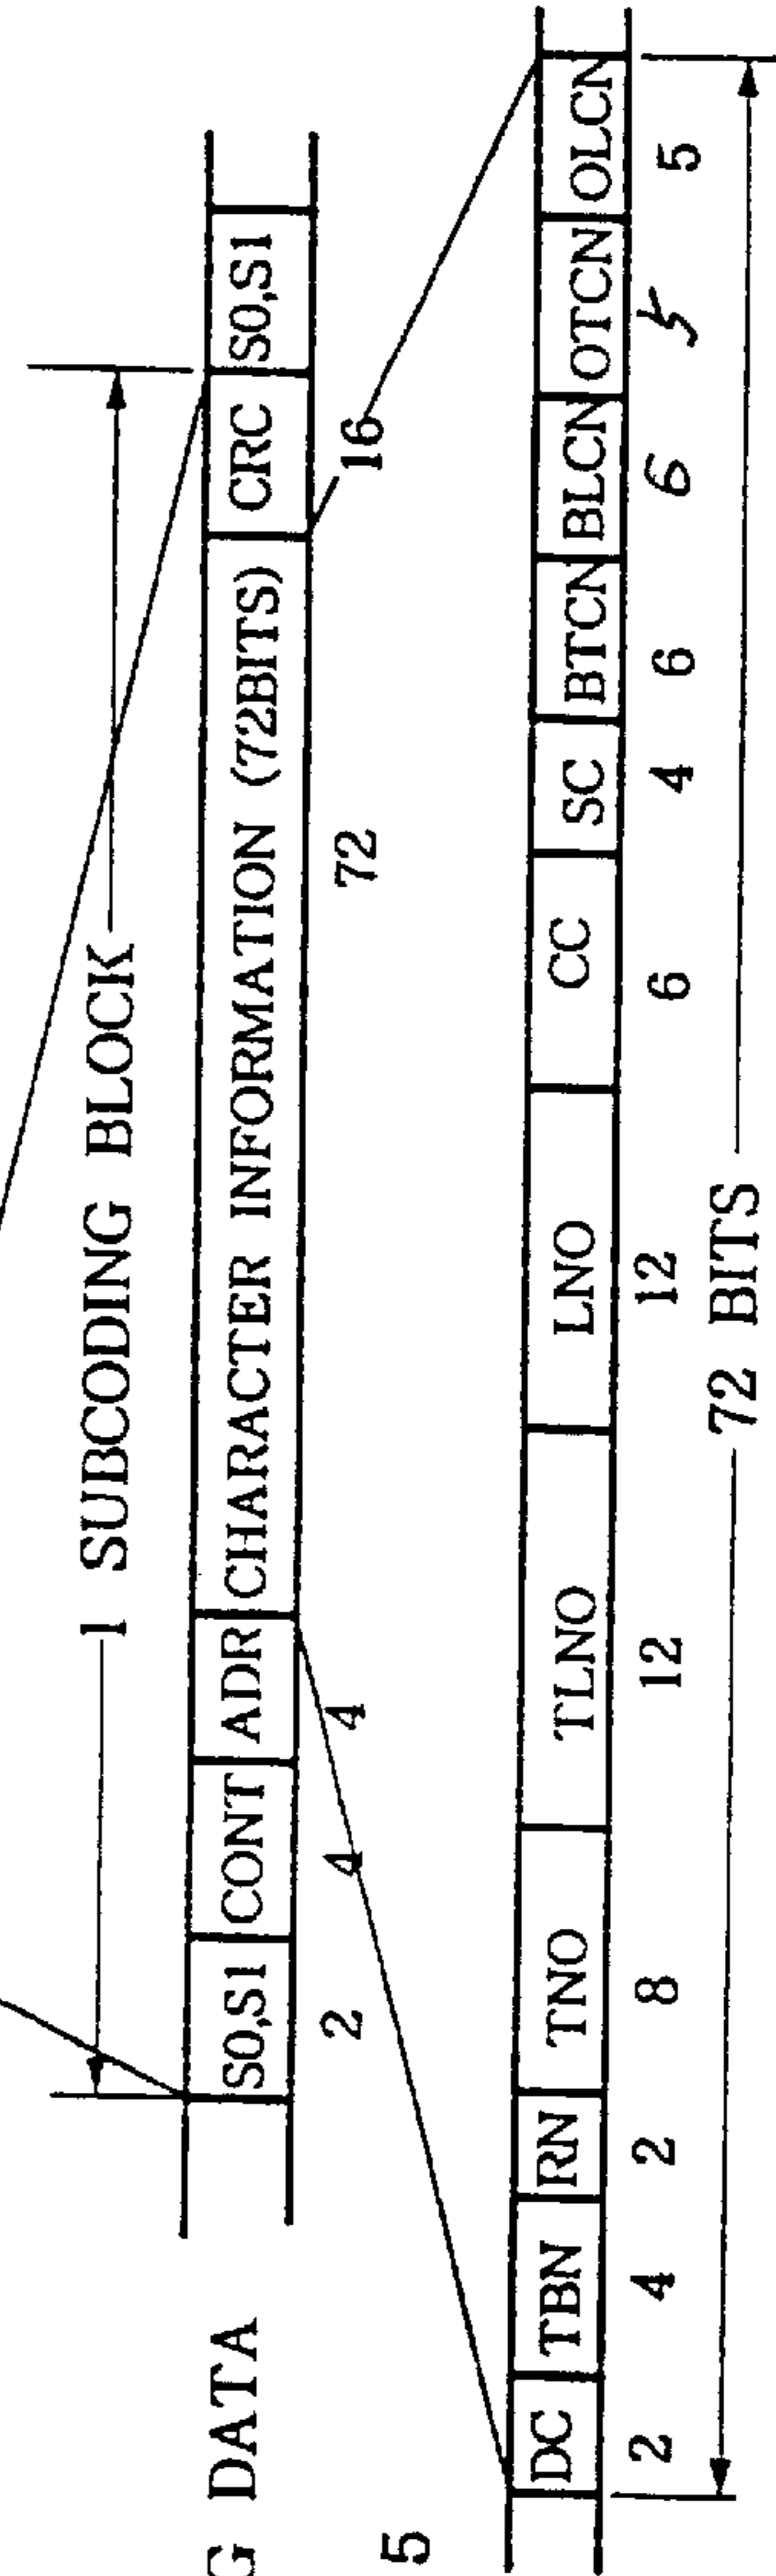 1 SUBCODING BLOCK
G DATA
S0,S1 CONT ADR CHARACTER INFORMATION (72BITS) CRC S0,S1
2 4 4 72 16
5
DC TBN RN TNO TLNO LNO CC SC BTCN BLCN OTCN OLCN
2 4 2 8 12 12 6 4 6 6 5 5
72 BITS